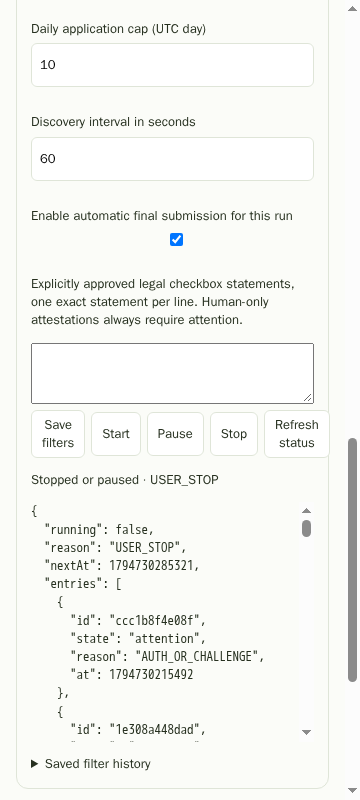 Daily application cap (UTC day)
10
Discovery interval in seconds
60
Enable automatic final submission for this run
Explicitly approved legal checkbox statements,
one exact statement per line. Human-only
attestations always require attention.
Save
filters
Start
Pause
Stop
Refresh
status
Stopped or paused · USER_STOP
{
  "running": false,
  "reason": "USER_STOP",
  "nextAt": 1794730285321,
  "entries": [
    {
      "id": "ccc1b8f4e08f",
      "state": "attention",
      "reason": "AUTH_OR_CHALLENGE",
      "at": 1794730215492
    },
    {
      "id": "1e308a448dad",
Saved filter history